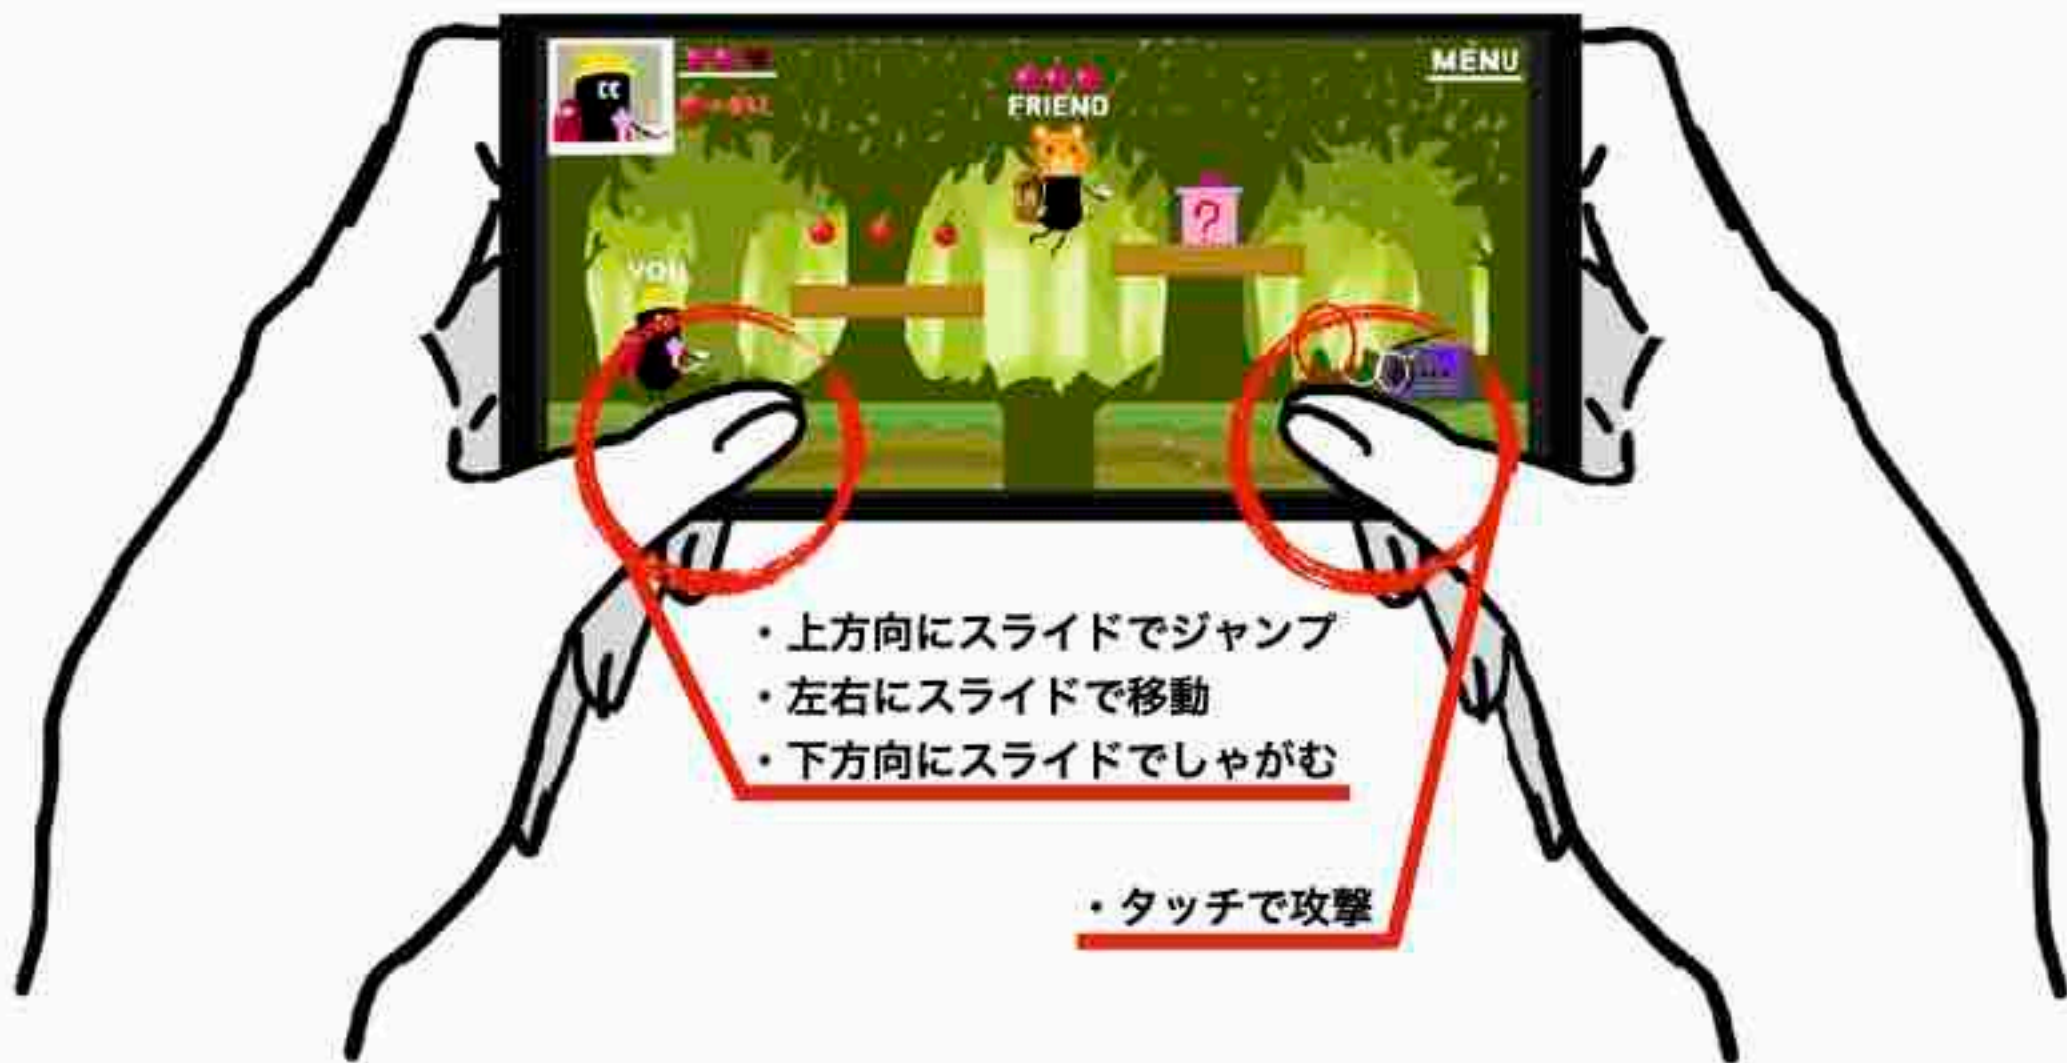 MENU
FRIEND
?
YOU
・上方向にスライドでジャンプ
・左右にスライドで移動
・下方向にスライドでしゃがむ
・タッチで攻撃